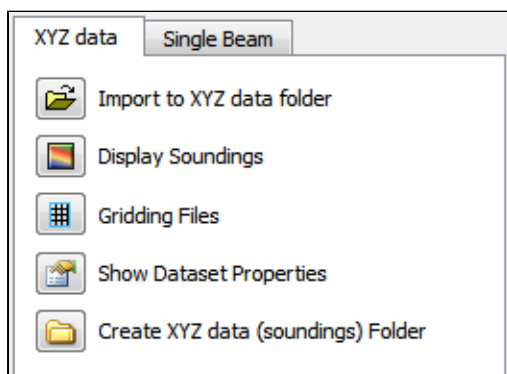 XYZ data Single Beam
Import to XYZ data folder
Display Soundings
Gridding Files
Show Dataset Properties
Create XYZ data (soundings) Folder